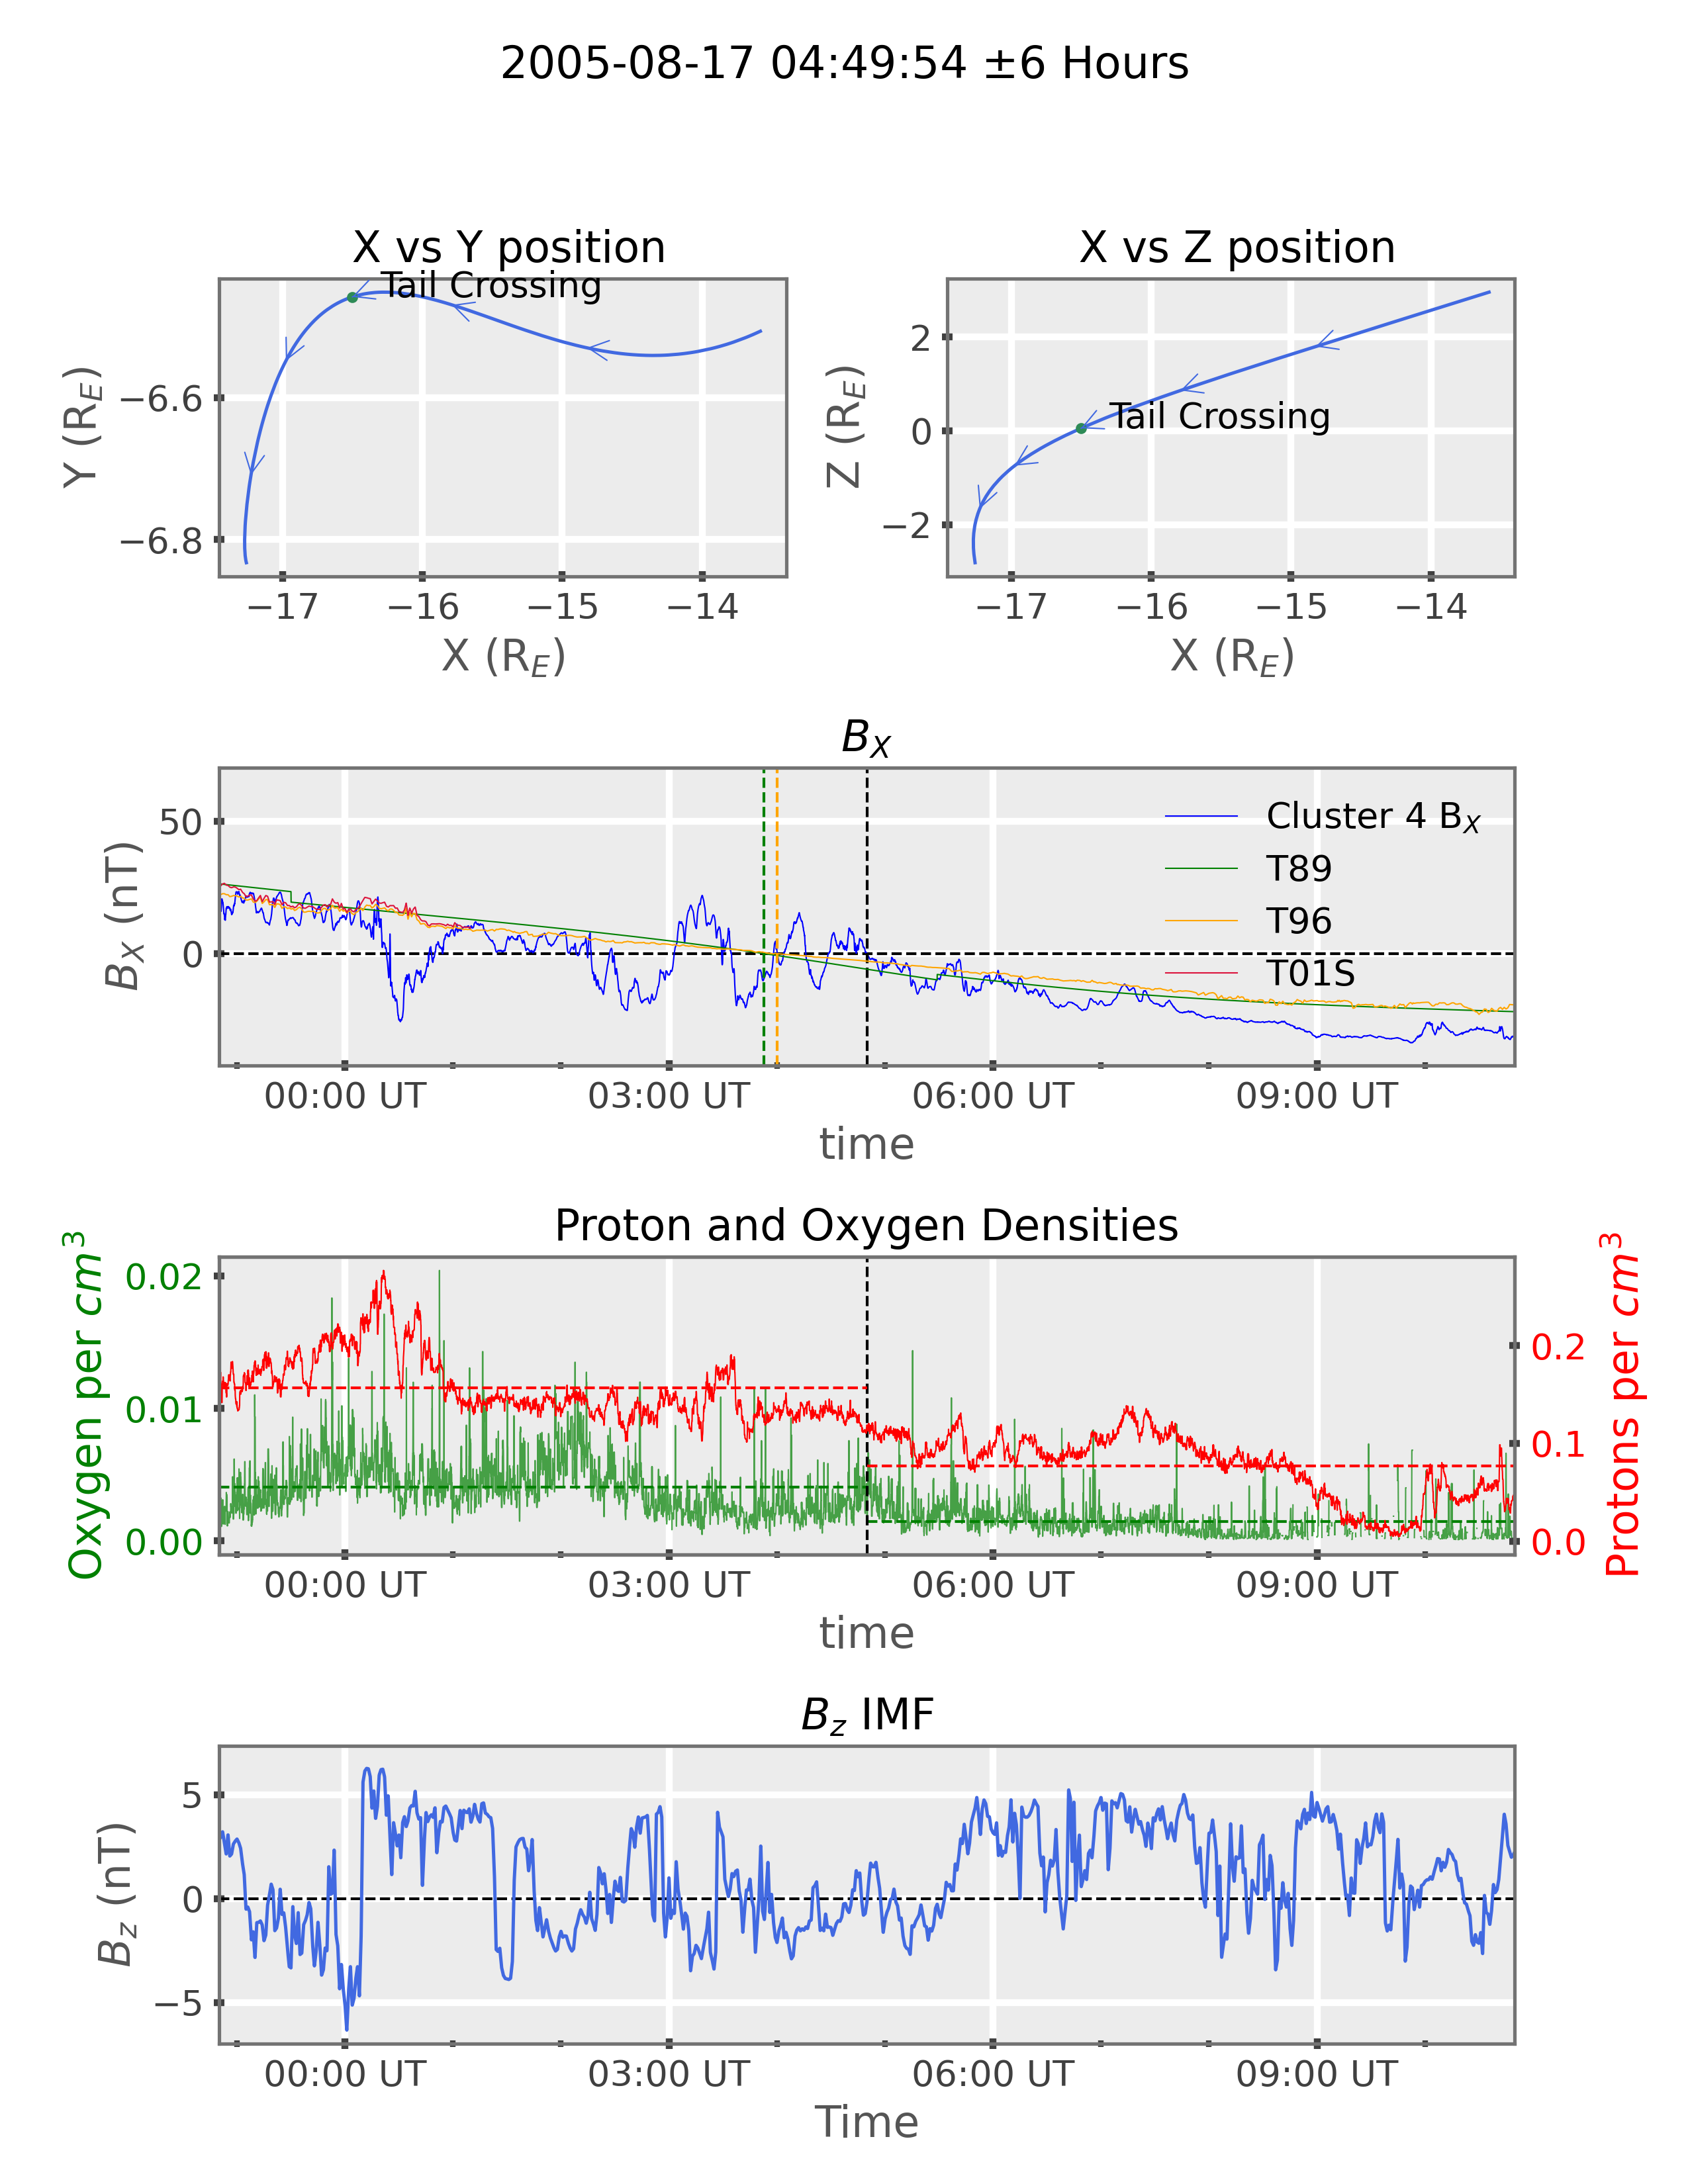 2005-08-17 04:49:54 ±6 Hours
X vs Y position
X vs Z position
Tail Crossing
Y (R_E)
−6.6
−6.8
−17 −16 −15 −14
X (R_E)
Tail Crossing
Z (R_E)
2
0
−2
−17 −16 −15 −14
X (R_E)
B_X
B_X (nT)
50
0
Cluster 4 B_X
T89
T96
T01S
00:00 UT 03:00 UT 06:00 UT 09:00 UT
time
Proton and Oxygen Densities
Oxygen per cm³
0.02
0.01
0.00
Protons per cm³
0.2
0.1
0.0
00:00 UT 03:00 UT 06:00 UT 09:00 UT
time
B_z IMF
B_z (nT)
5
0
−5
00:00 UT 03:00 UT 06:00 UT 09:00 UT
Time